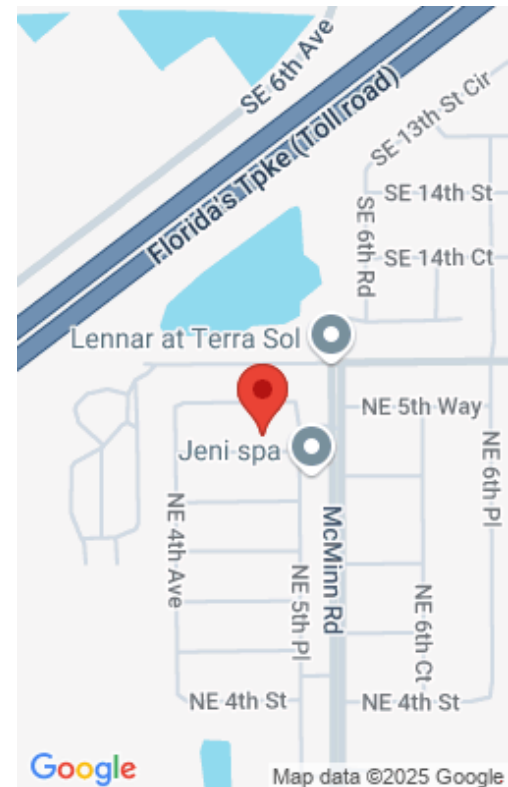 SE 6th Ave
Florida's Tpke (Toll road)
SE 13th St Cir
SE 14th St
SE 6th Rd
SE 14th Ct
Lennar at Terra Sol
NE 5th Way
Jeni spa
NE 6th Pl
NE 4th Ave
McMinn Rd
NE 5th Pl
NE 6th Ct
NE 4th St
NE 4th St
Google
Map data ©2025 Google